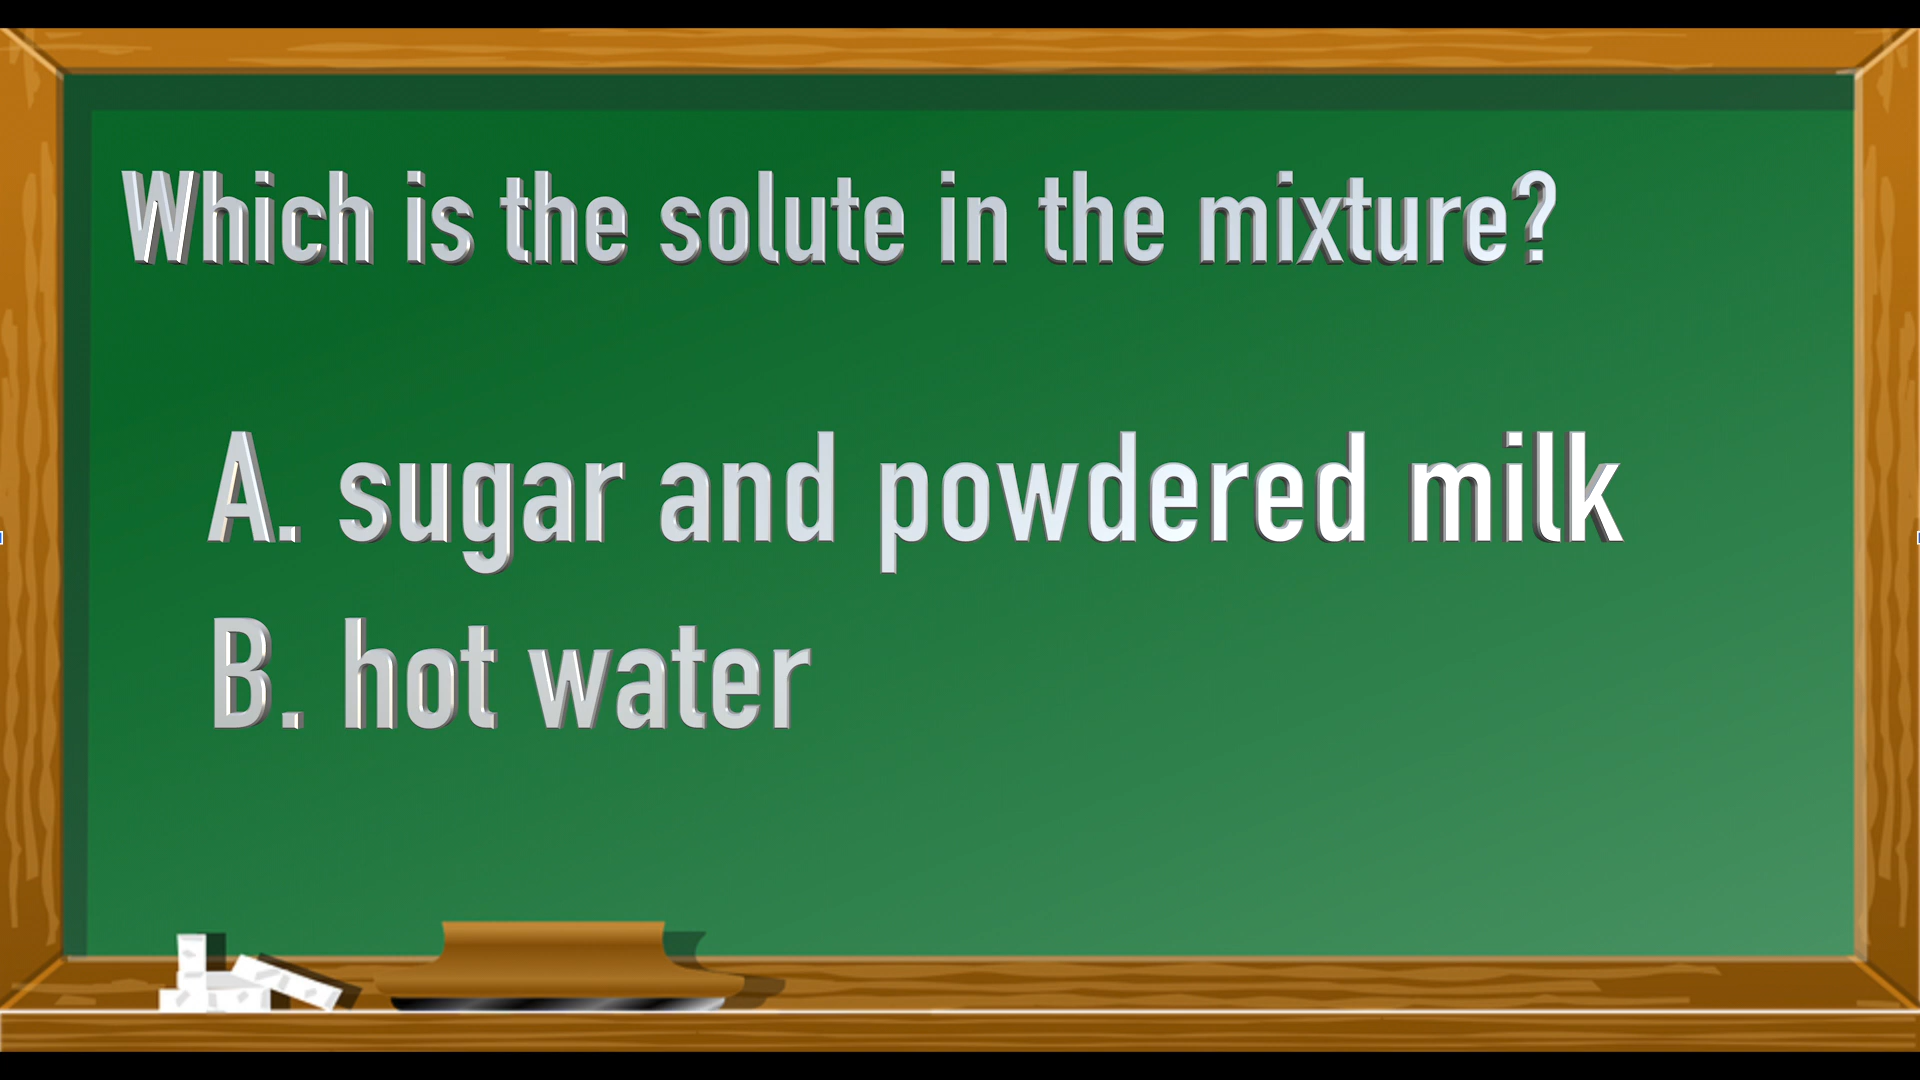 Which is the solute in the mixture?
A. sugar and powdered milk
B. hot water